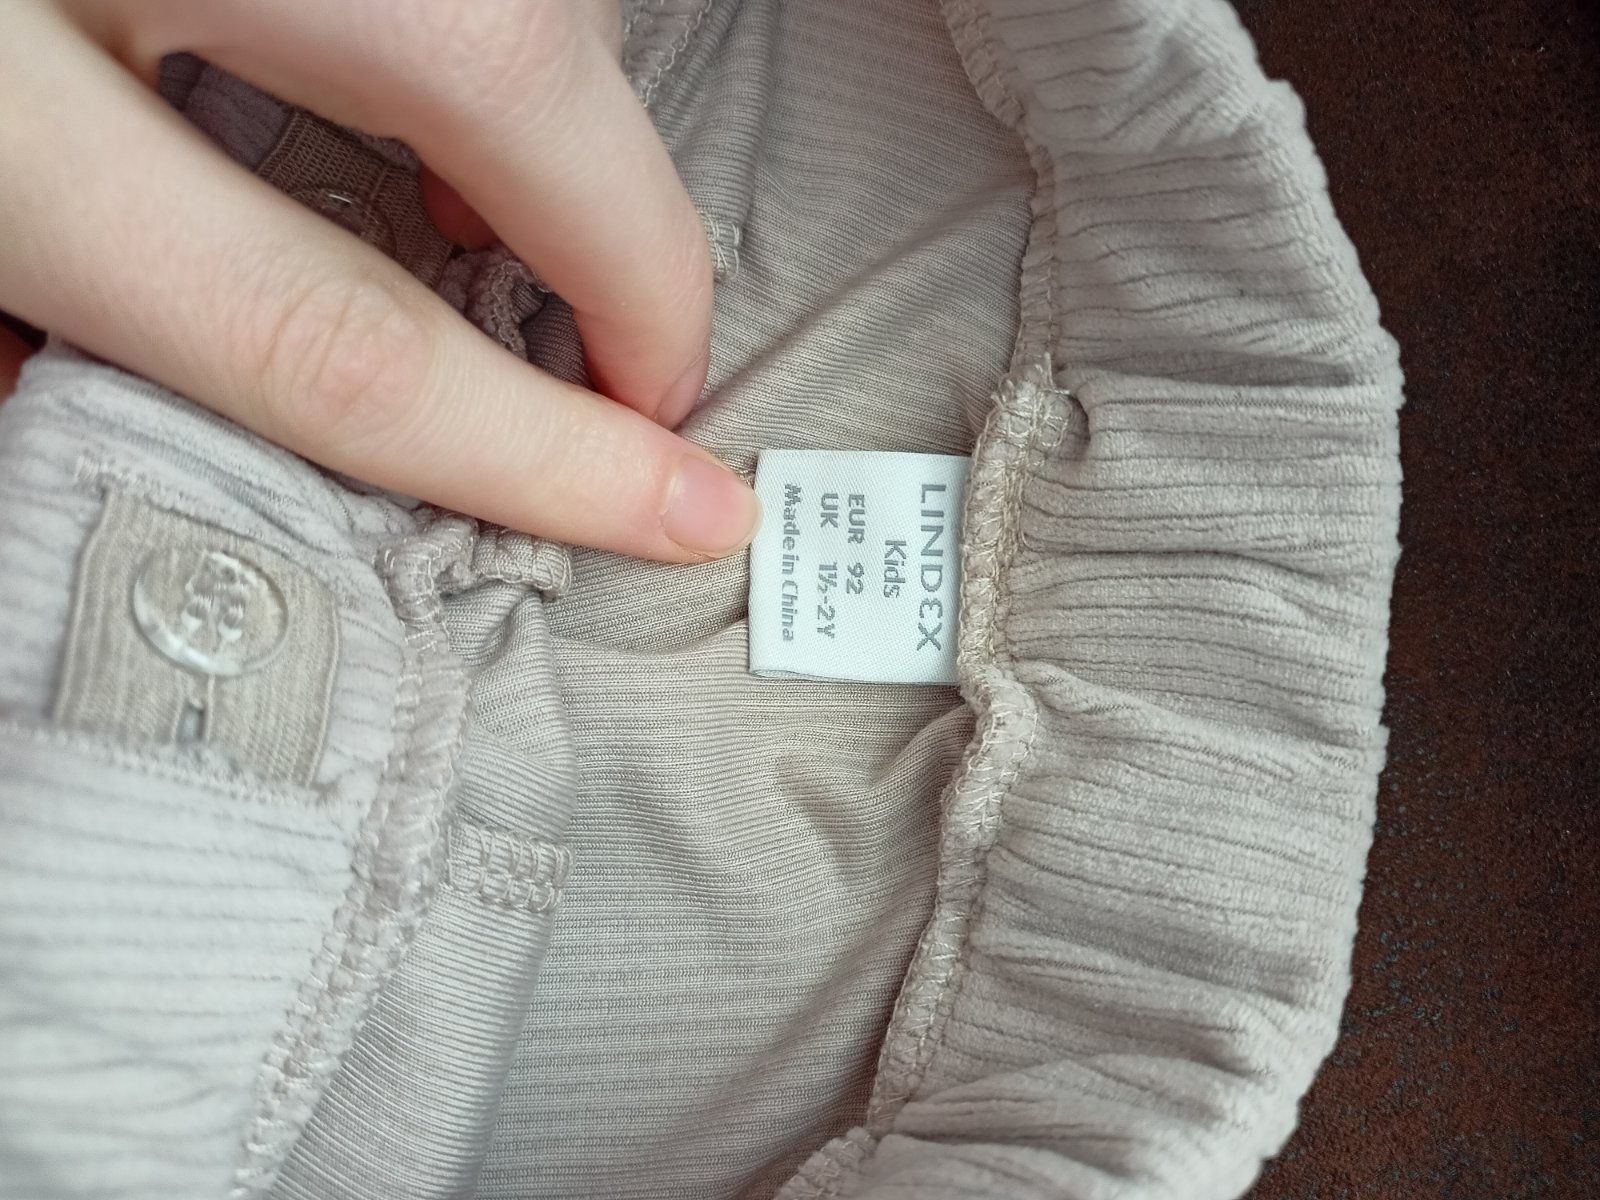 LINDEX
Kids
EUR 92
UK 1½-2Y
Made in China